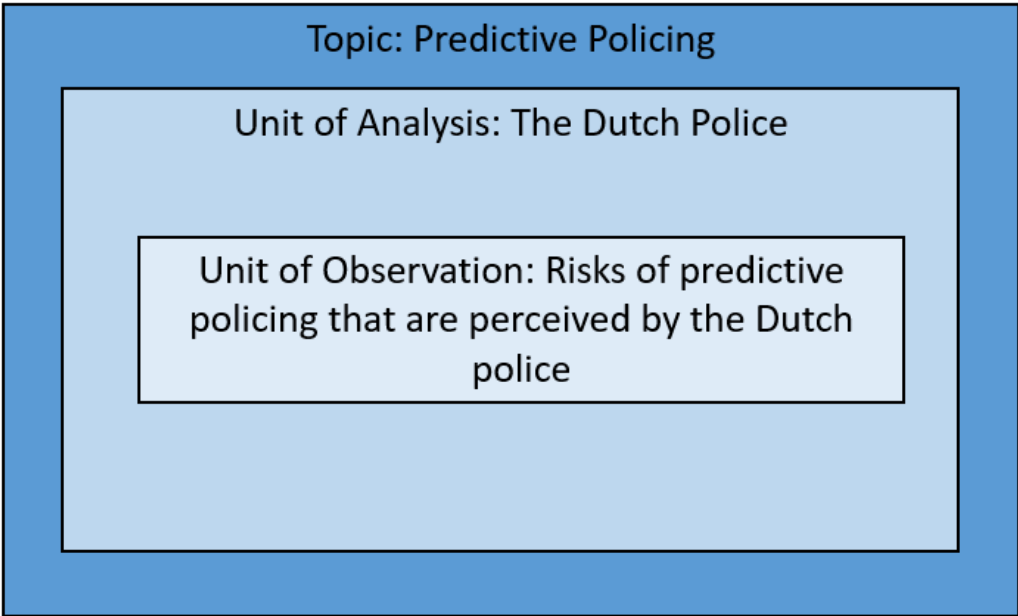 Topic: Predictive Policing
Unit of Analysis: The Dutch Police
Unit of Observation: Risks of predictive
policing that are perceived by the Dutch
police